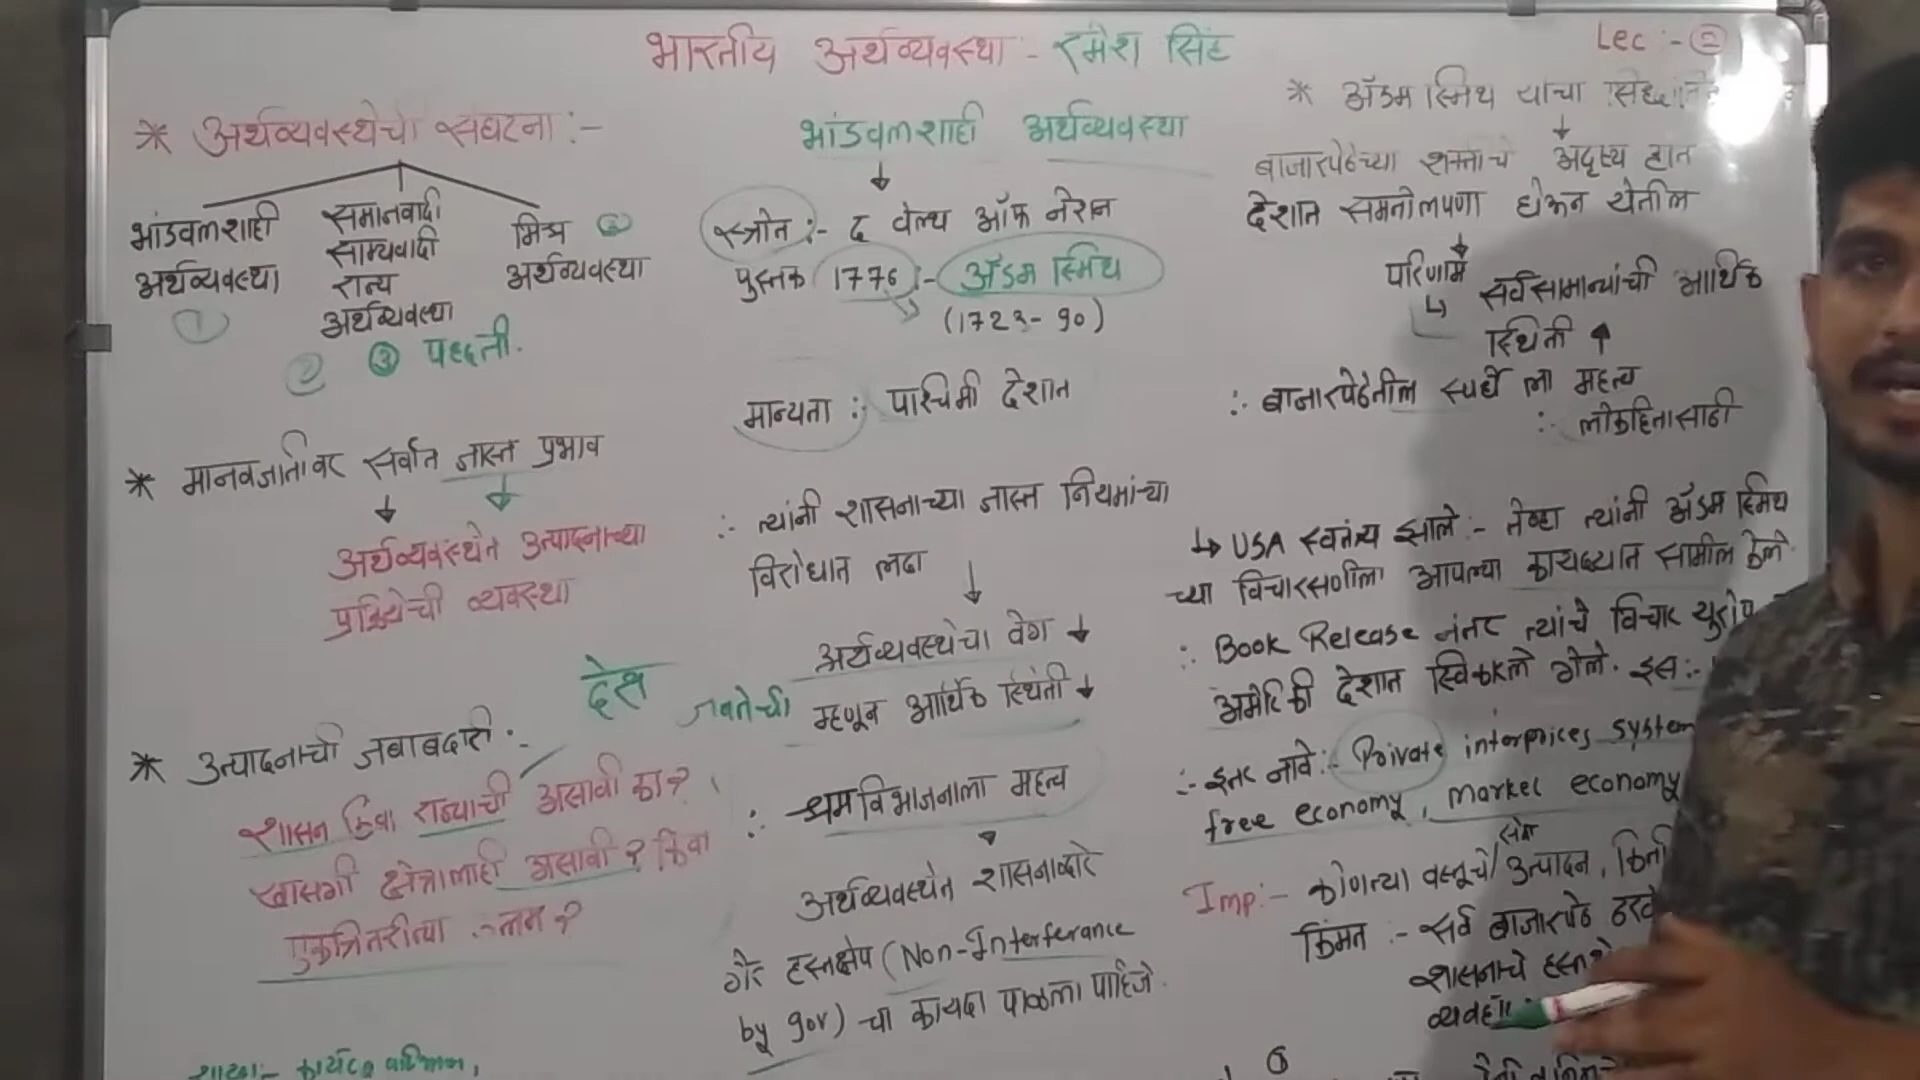 भारतीय अर्थव्यवस्था :- रमेश सिंह
Lec :- ②
* अर्थव्यवस्थेची संघटना :-
भांडवलशाही अर्थव्यवस्था ①
समाजवादी साम्यवादी राज्य अर्थव्यवस्था ②
मिश्र अर्थव्यवस्था ③
③ पद्धती.
* मानवजातीवर सर्वात जास्त प्रभाव
अर्थव्यवस्थेत उत्पादनाच्या
प्रक्रियेची व्यवस्था
* उत्पादनाची जबाबदारी :-
शासन किंवा राज्याची असावी का?
खासगी क्षेत्रालाही असावी? किंवा
एकत्रितरीत्या
भांडवलशाही अर्थव्यवस्था
स्त्रोत :- द वेल्थ ऑफ नेशन
पुस्तक 1776 :- ॲडम स्मिथ
(1723-90)
मान्यता :- पाश्चिमी देशात
∴ त्यांनी शासनाच्या जास्त नियमांच्या
विरोधात लढा
अर्थव्यवस्थेचा वेग ↓
देश जनतेची म्हणून आर्थिक स्थिती ↓
∴ श्रमविभाजनाला महत्व
अर्थव्यवस्थेत शासनाद्वारे
गैर हस्तक्षेप (Non-Interferance
by gov) चा कायदा पाळला पाहिजे.
* ॲडम स्मिथ यांचा
बाजारपेठेच्या अदृश्य हात
देशात समतोलपणा घेऊन येतील
परिणाम
↳ सर्वसामान्यांची आर्थिक
स्थिती ↑
∴ बाजारपेठेतील स्पर्धे ला महत्व
∴ लोकहितासाठी
↳ USA स्वतंत्र झाले :- तेव्हा त्यांनी ॲडम स्मिथ
च्या विचारसणीला आपल्या कायद्यात सामील केले.
∴ Book Release नंतर त्यांचे विचार युरोप
अमेरिकी देशात स्विकारले गेले.
∴ इतर नावे :- Private interprices system
free economy, market economy
Imp:- कोणत्या वस्तूचे/सेवा उत्पादन, किती
किंमत :- सर्व बाजारपेठ
शासनाचे